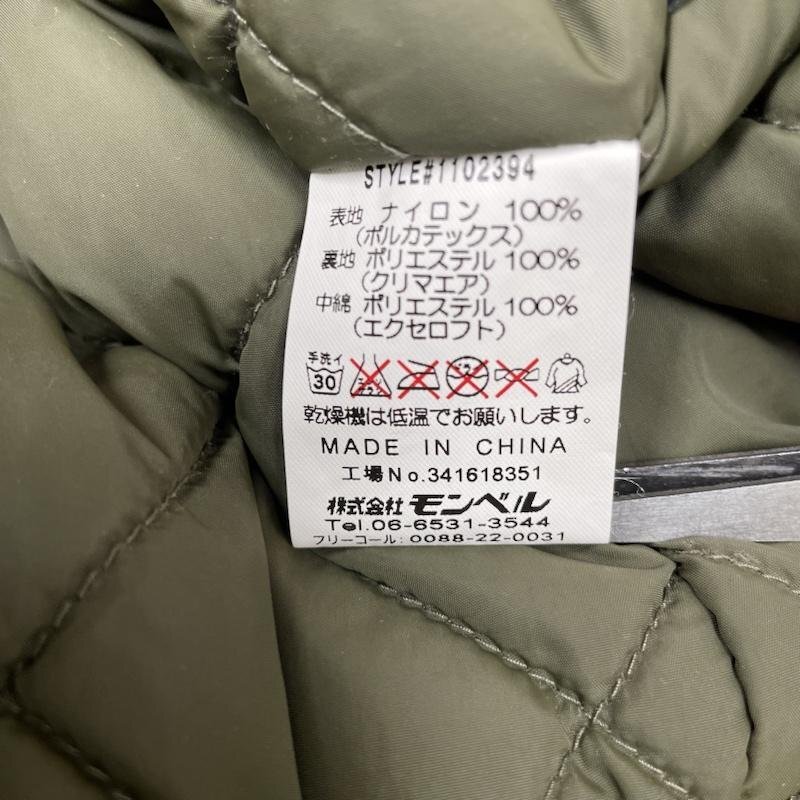 STYLE#1102394
表地 ナイロン 100%
(ポルカテックス)
裏地 ポリエステル 100%
(クリマエア)
中綿 ポリエステル 100%
(エクセロフト)
手洗イ
30
乾燥機は低温でお願いします。
MADE IN CHINA
工場No.341618351
株式会社 モンベル
Tel.06-6531-3544
フリーコール: 0088-22-0031